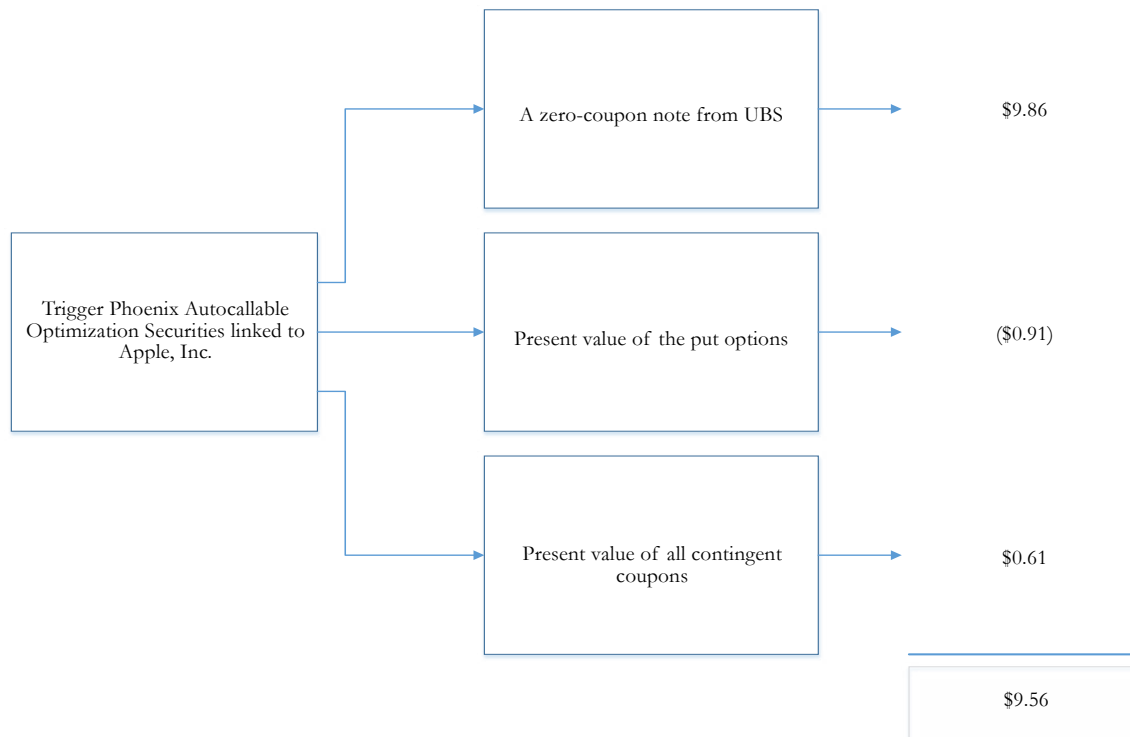 A zero-coupon note from UBS
$9.86
Trigger Phoenix Autocallable
Optimization Securities linked to
Apple, Inc.
Present value of the put options
($0.91)
Present value of all contingent
coupons
$0.61
$9.56